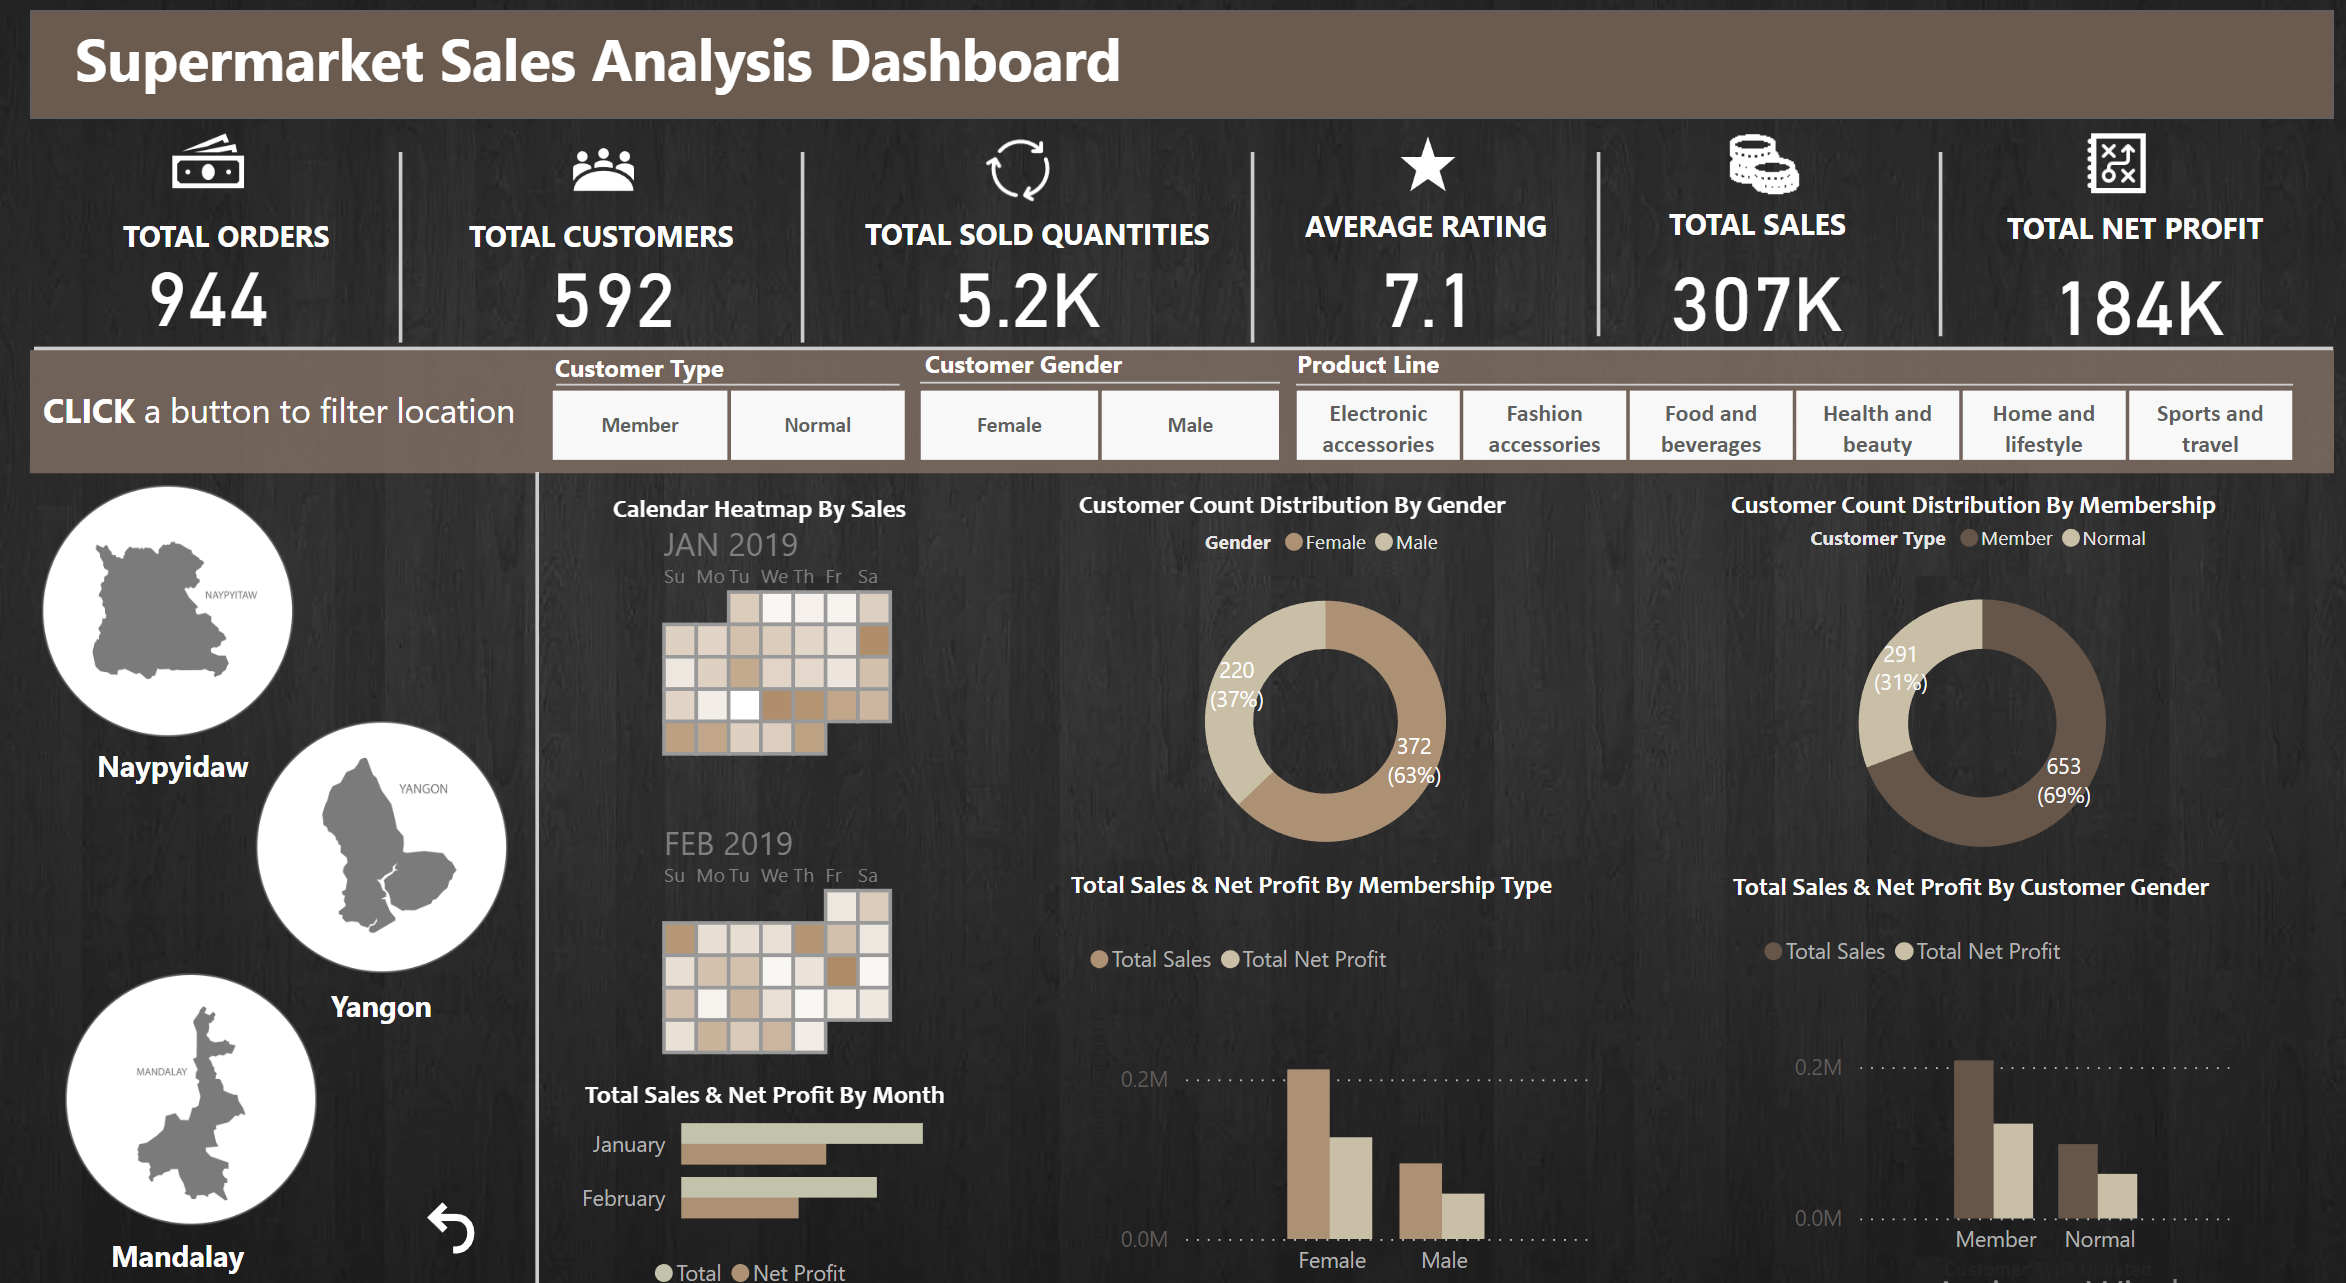 Supermarket Sales Analysis Dashboard
TOTAL ORDERS
944
TOTAL CUSTOMERS
592
TOTAL SOLD QUANTITIES
5.2K
AVERAGE RATING
7.1
TOTAL SALES
307K
TOTAL NET PROFIT
184K
CLICK a button to filter location
Customer Type
Member
Normal
Customer Gender
Female
Male
Product Line
Electronic
accessories
Fashion
accessories
Food and
beverages
Health and
beauty
Home and
lifestyle
Sports and
travel
NAYPYITAW
Naypyidaw
YANGON
Yangon
MANDALAY
Mandalay
Calendar Heatmap By Sales
JAN 2019
Su Mo Tu We Th Fr Sa
FEB 2019
Su Mo Tu We Th Fr Sa
Total Sales & Net Profit By Month
January
February
Total Net Profit
Customer Count Distribution By Gender
Gender Female Male
220
(37%)
372
(63%)
Total Sales & Net Profit By Membership Type
Total Sales Total Net Profit
0.2M
0.0M
Female Male
Customer Count Distribution By Membership
Customer Type Member Normal
291
(31%)
653
(69%)
Total Sales & Net Profit By Customer Gender
Total Sales Total Net Profit
0.2M
0.0M
Member Normal